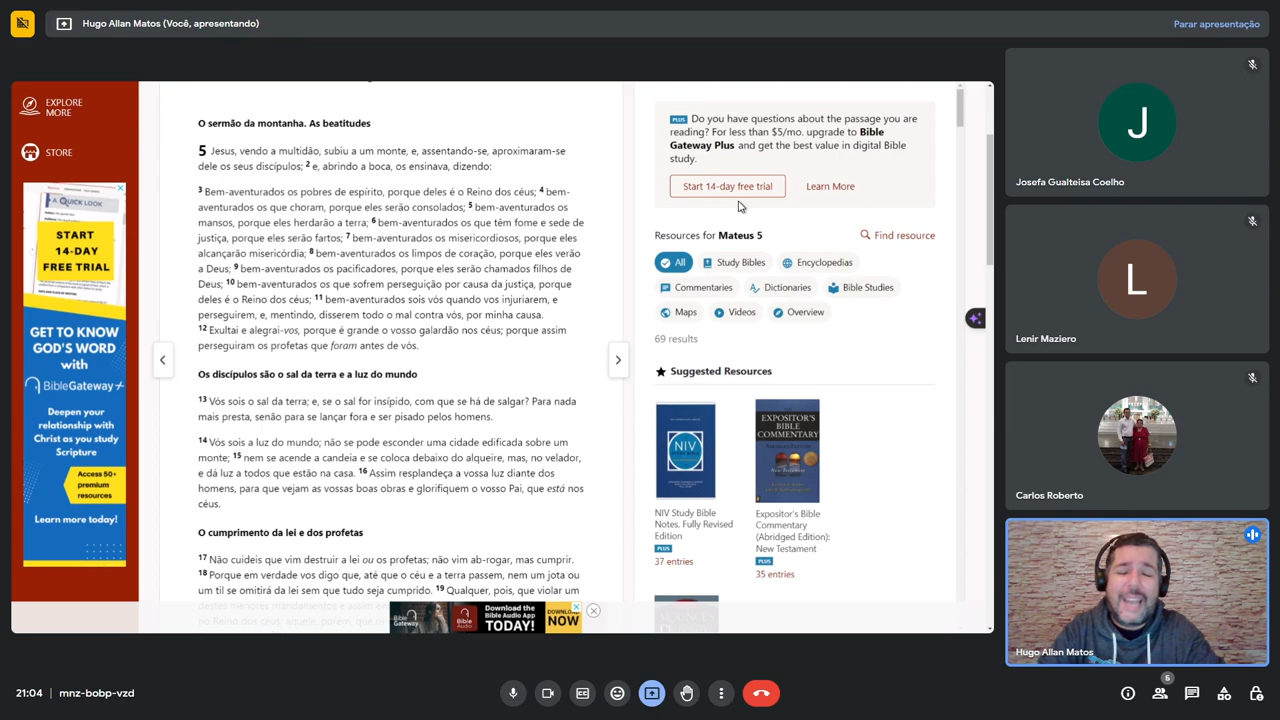 Hugo Allan Matos (Você, apresentando)
Parar apresentação
EXPLORE
MORE
STORE
A QUICK LOOK
START
14-DAY
FREE TRIAL
GET TO KNOW
GOD'S WORD
with
BibleGateway+
Deepen your
relationship with
Christ as you study
Scripture
Access 50+
premium
resources
Learn more today!
O sermão da montanha. As beatitudes
5 Jesus, vendo a multidão, subiu a um monte, e, assentando-se, aproximaram-se
dele os seus discípulos; 2 e, abrindo a boca, os ensinava, dizendo:
3 Bem-aventurados os pobres de espírito, porque deles é o Reino dos céus; 4 bem-
aventurados os que choram, porque eles serão consolados; 5 bem-aventurados os
mansos, porque eles herdarão a terra; 6 bem-aventurados os que têm fome e sede de
justiça, porque eles serão fartos; 7 bem-aventurados os misericordiosos, porque eles
alcançarão misericórdia; 8 bem-aventurados os limpos de coração, porque eles verão
a Deus; 9 bem-aventurados os pacificadores, porque eles serão chamados filhos de
Deus; 10 bem-aventurados os que sofrem perseguição por causa da justiça, porque
deles é o Reino dos céus; 11 bem-aventurados sois vós quando vos injuriarem, e
perseguirem, e, mentindo, disserem todo o mal contra vós, por minha causa.
12 Exultai e alegrai-vos, porque é grande o vosso galardão nos céus; porque assim
perseguiram os profetas que foram antes de vós.
Os discípulos são o sal da terra e a luz do mundo
13 Vós sois o sal da terra; e, se o sal for insípido, com que se há de salgar? Para nada
mais presta, senão para se lançar fora e ser pisado pelos homens.
14 Vós sois a luz do mundo; não se pode esconder uma cidade edificada sobre um
monte; 15 nem se acende a candeia e se coloca debaixo do alqueire, mas, no velador,
e dá luz a todos que estão na casa. 16 Assim resplandeça a vossa luz diante dos
homens, para que vejam as vossas boas obras e glorifiquem o vosso Pai, que está nos
céus.
O cumprimento da lei e dos profetas
17 Não cuideis que vim destruir a lei ou os profetas; não vim ab-rogar, mas cumprir.
18 Porque em verdade vos digo que, até que o céu e a terra passem, nem um jota ou
um til se omitirá da lei sem que tudo seja cumprido. 19 Qualquer, pois, que violar um
PLUS Do you have questions about the passage you are
reading? For less than $5/mo. upgrade to Bible
Gateway Plus and get the best value in digital Bible
study.
Start 14-day free trial
Learn More
Resources for Mateus 5
Find resource
All
Study Bibles
Encyclopedias
Commentaries
Dictionaries
Bible Studies
Maps
Videos
Overview
69 results
Suggested Resources
NIV
EXPOSITOR'S
BIBLE
COMMENTARY
NIV Study Bible
Notes, Fully Revised
Edition
PLUS
37 entries
Expositor's Bible
Commentary
(Abridged Edition):
New Testament
PLUS
35 entries
Bible
Gateway
Bible
Audio
Download the
Bible Audio App
TODAY!
DOWNLOAD
NOW
J
Josefa Gualteisa Coelho
L
Lenir Maziero
Carlos Roberto
Hugo Allan Matos
21:04
mnz-bobp-vzd
6